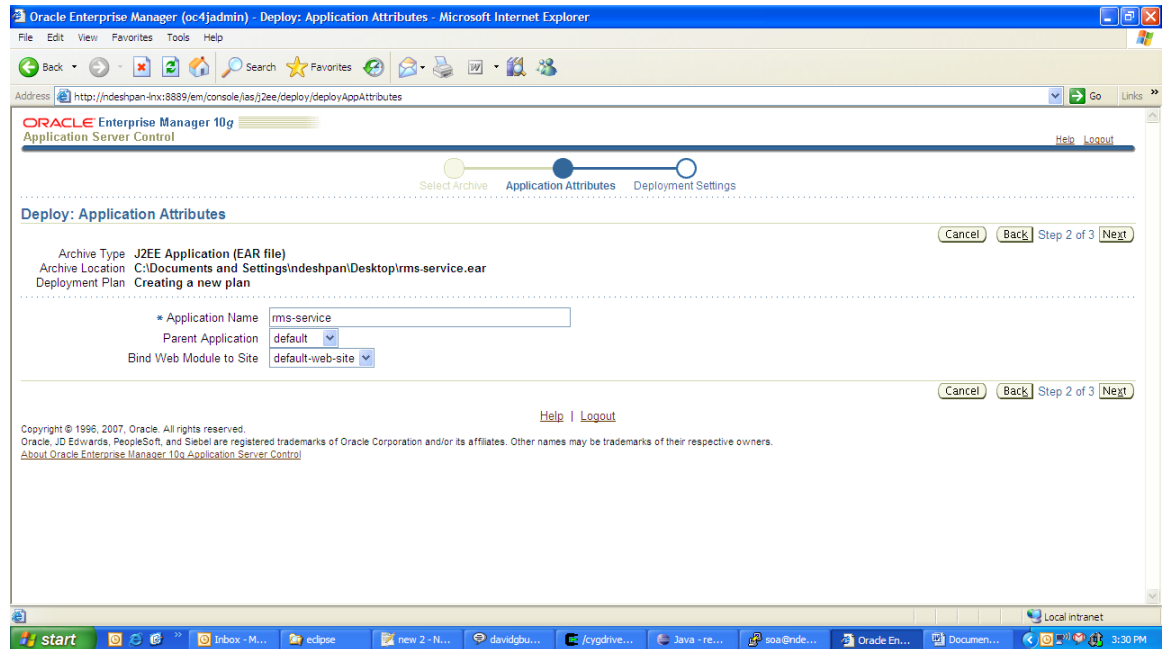 Oracle Enterprise Manager (oc4jadmin) - Deploy: Application Attributes - Microsoft Internet Explorer
File Edit View Favorites Tools Help
Back Search Favorites
Address http://ndeshpan-lnx:8889/em/console/ias/j2ee/deploy/deployAppAttributes Go Links »
ORACLE Enterprise Manager 10g
Application Server Control
Help Logout
Select Archive Application Attributes Deployment Settings
Deploy: Application Attributes
Cancel Back Step 2 of 3 Next
Archive Type J2EE Application (EAR file)
Archive Location C:\Documents and Settings\ndeshpan\Desktop\rms-service.ear
Deployment Plan Creating a new plan
* Application Name rms-service
Parent Application default
Bind Web Module to Site default-web-site
Cancel Back Step 2 of 3 Next
Help | Logout
Copyright © 1996, 2007, Oracle. All rights reserved.
Oracle, JD Edwards, PeopleSoft, and Siebel are registered trademarks of Oracle Corporation and/or its affiliates. Other names may be trademarks of their respective owners.
About Oracle Enterprise Manager 10g Application Server Control
Local intranet
start » Inbox - M... eclipse new 2 - N... davidgbu... /cygdrive... Java - re... soa@nde... Oracle En... Documen... 3:30 PM